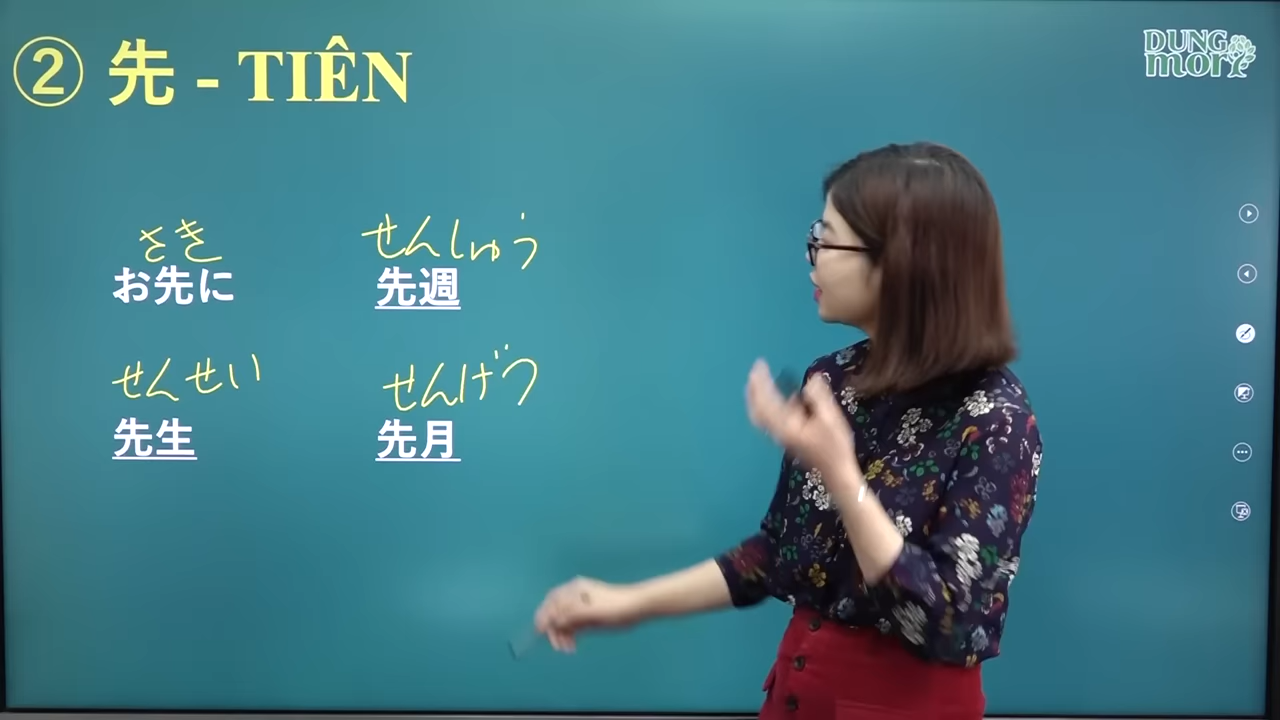 ② 先 - TIÊN
DUNG
mori
さき
お先に
せんしゅう
先週
せんせい
先生
せんげつ
先月